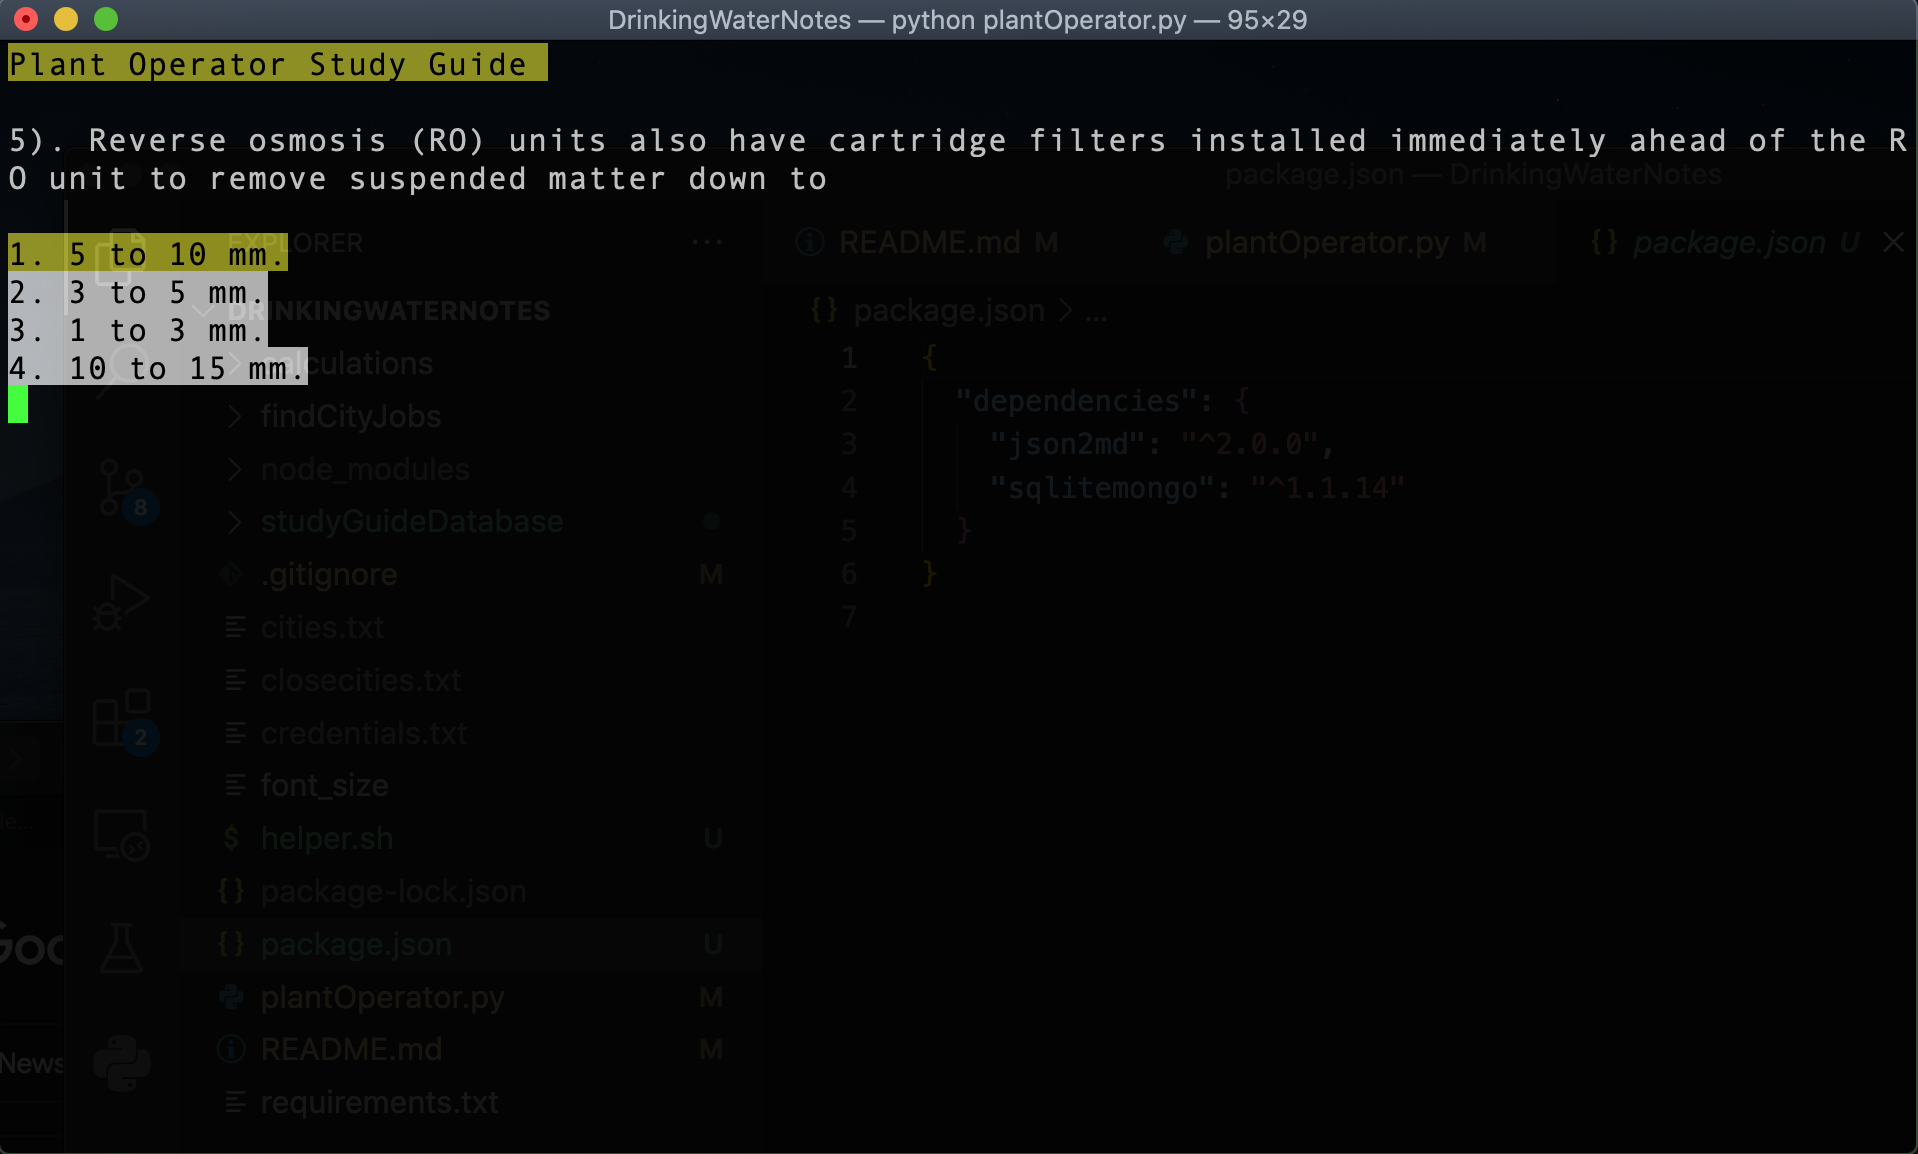 DrinkingWaterNotes — python plantOperator.py — 95×29
Plant Operator Study Guide
5). Reverse osmosis (RO) units also have cartridge filters installed immediately ahead of the R
O unit to remove suspended matter down to
1. 5 to 10 mm.
2. 3 to 5 mm.
3. 1 to 3 mm.
4. 10 to 15 mm.
package.json — DrinkingWaterNotes
EXPLORER ...
DRINKINGWATERNOTES
calculations
findCityJobs
node_modules
studyGuideDatabase
.gitignore M
cities.txt
closecities.txt
credentials.txt
font_size
helper.sh U
package-lock.json
package.json U
plantOperator.py M
README.md M
requirements.txt
8
2
README.md M
plantOperator.py M
{} package.json U
{} package.json > ...
1 {
2 "dependencies": {
3 "json2md": "^2.0.0",
4 "sqlitemongo": "^1.1.14"
5 }
6 }
7
News